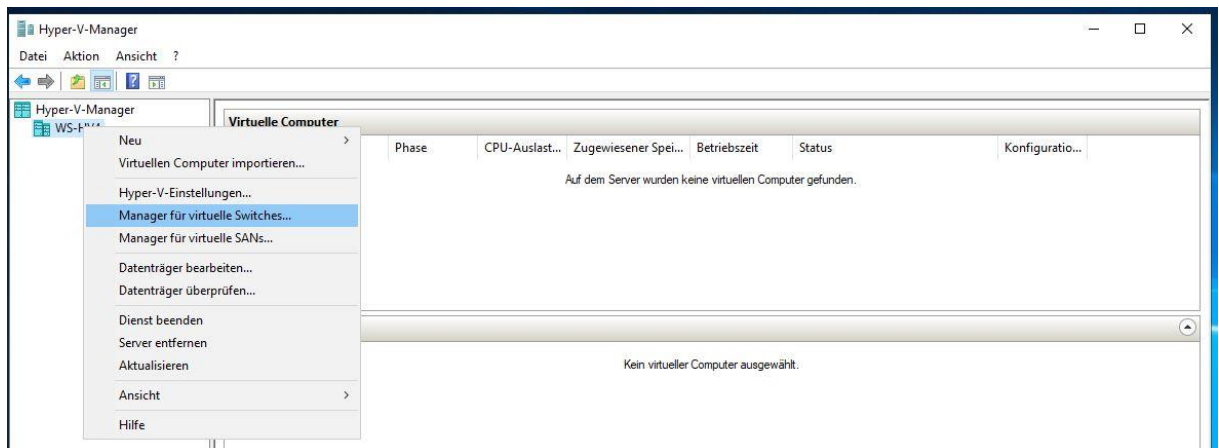 Hyper-V-Manager
Datei Aktion Ansicht ?
Hyper-V-Manager
Neu
Virtuellen Computer importieren...
Hyper-V-Einstellungen...
Manager für virtuelle Switches...
Manager für virtuelle SANs...
Datenträger bearbeiten...
Datenträger überprüfen...
Dienst beenden
Server entfernen
Aktualisieren
Ansicht
Hilfe
Virtuelle Computer
Phase CPU-Auslast... Zugewiesener Spei... Betriebszeit Status Konfiguratio...
Auf dem Server wurden keine virtuellen Computer gefunden.
Kein virtueller Computer ausgewählt.